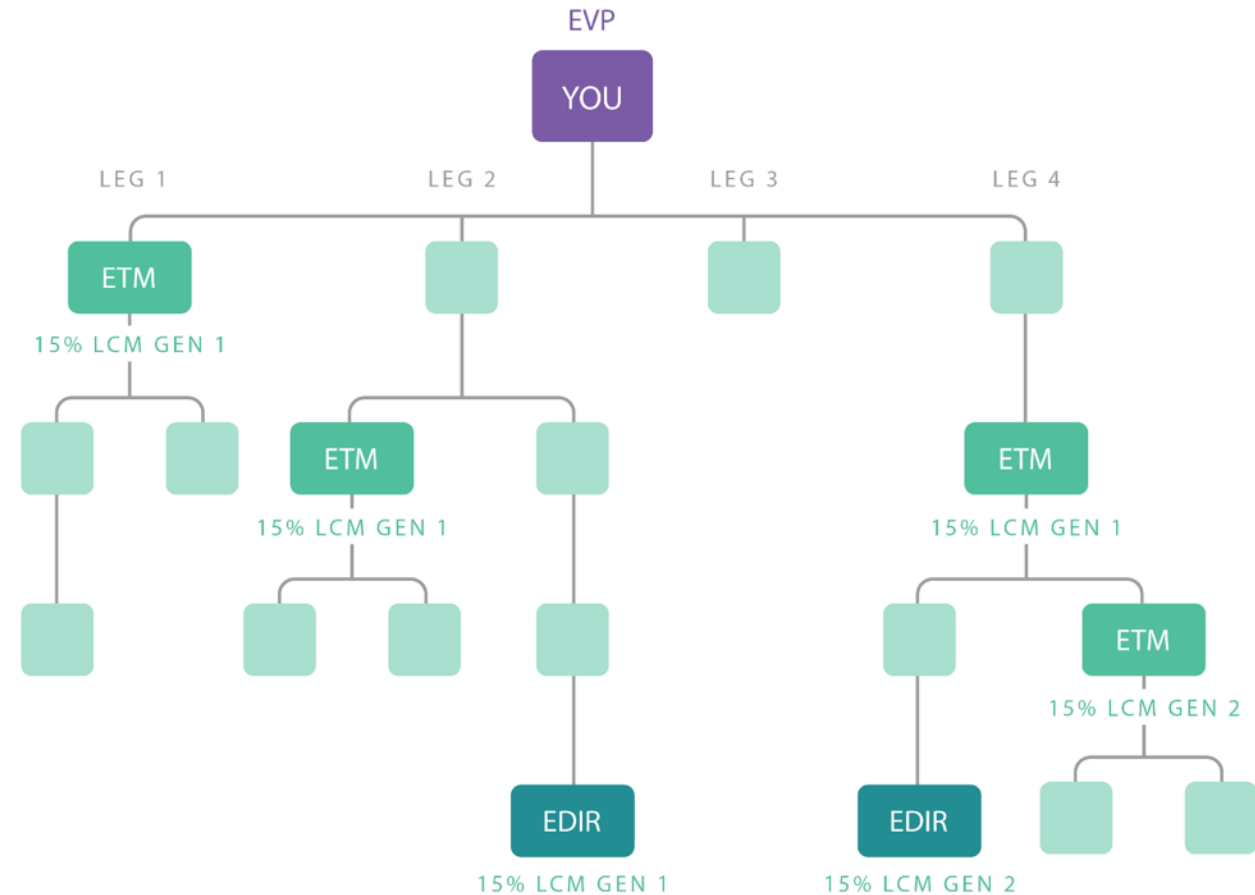 EVP
YOU
LEG 1
LEG 2
LEG 3
LEG 4
ETM
15% LCM GEN 1
ETM
15% LCM GEN 1
ETM
15% LCM GEN 1
ETM
15% LCM GEN 2
EDIR
15% LCM GEN 1
EDIR
15% LCM GEN 2